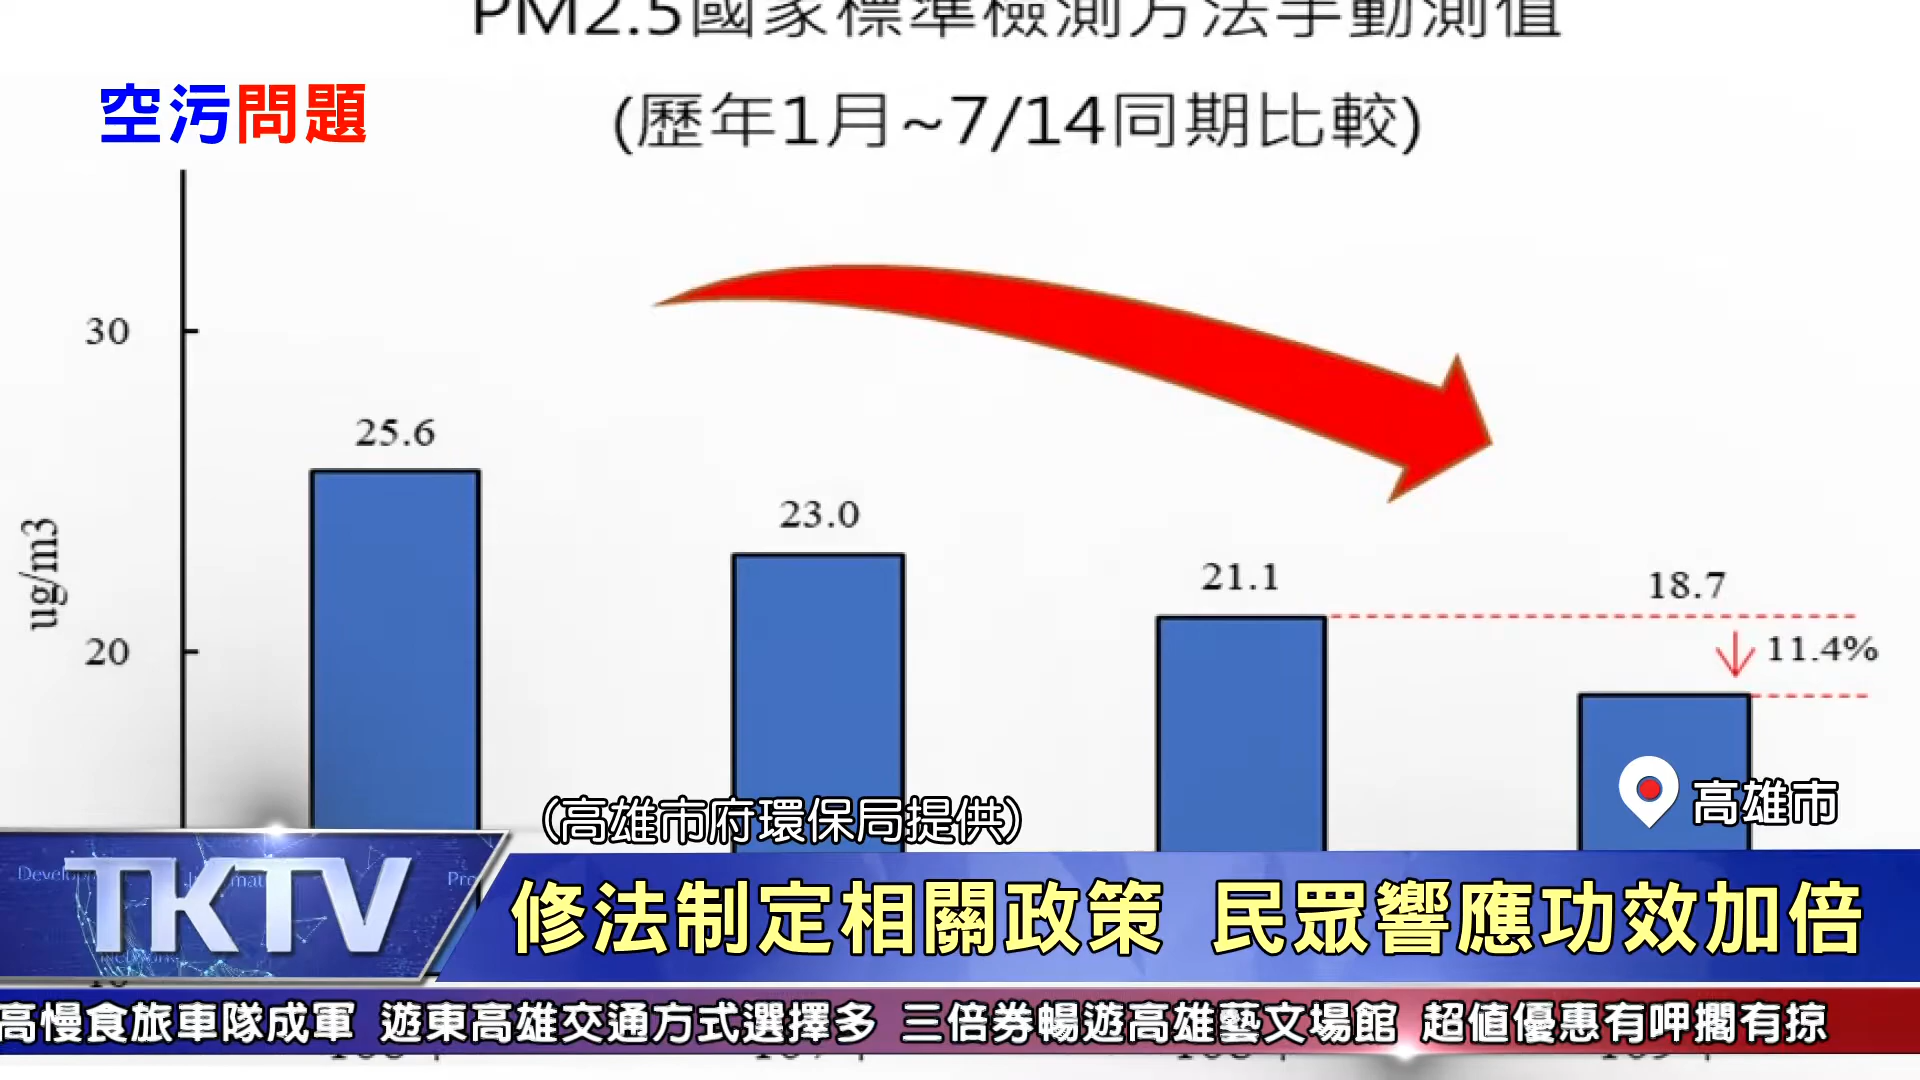 PM2.5國家標準檢測方法手動測值
空污問題
(歷年1月~7/14同期比較)
30
25.6
23.0
21.1
18.7
ug/m3
20
11.4%
高雄市
(高雄市府環保局提供)
TKTV
修法制定相關政策 民眾響應功效加倍
高慢食旅車隊成軍 遊東高雄交通方式選擇多 三倍券暢遊高雄藝文場館 超值優惠有呷擱有掠